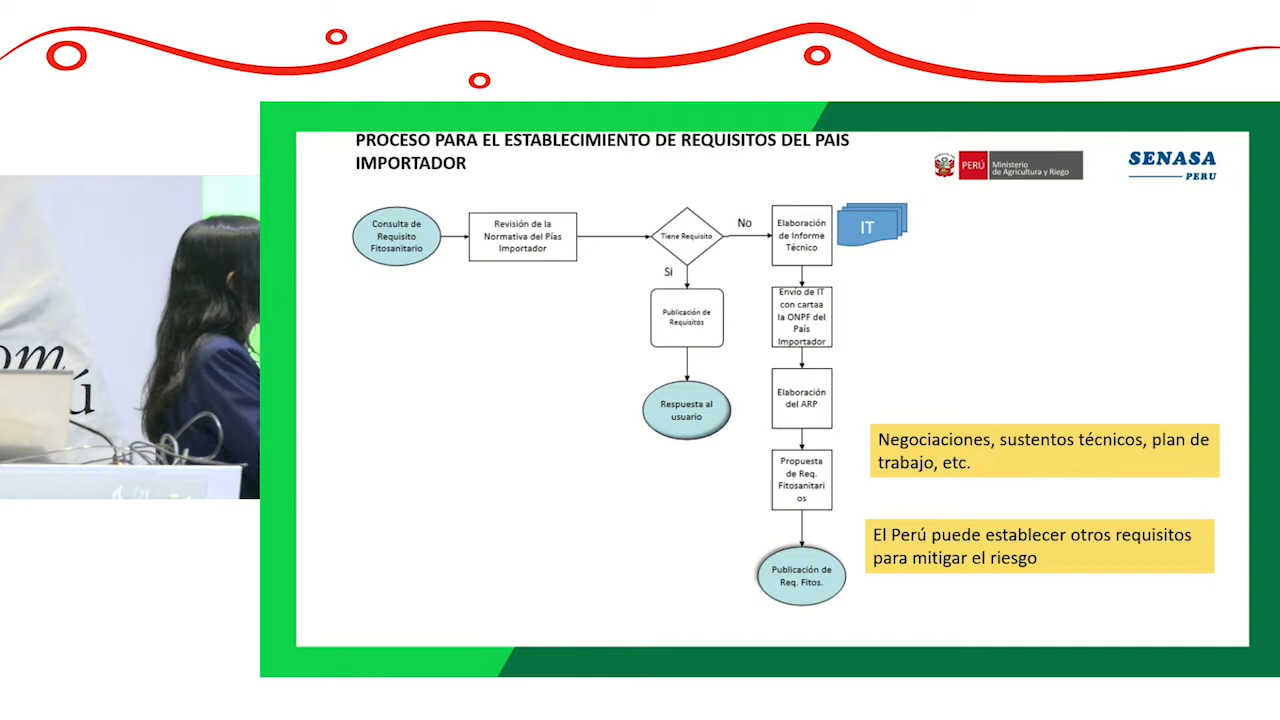 PROCESO PARA EL ESTABLECIMIENTO DE REQUISITOS DEL PAIS
IMPORTADOR
PERÚ
Ministerio
de Agricultura y Riego
SENASA
PERU
Consulta de
Requisito
Fitosanitario
Revisión de la
Normativa del Pías
Importador
Tiene Requisito
No
Elaboración
de Informe
Técnico
IT
Si
Publicación de
Requisitos
Envío de IT
con cartaa
la ONPF del
País
Importador
Respuesta al
usuario
Elaboración
del ARP
Negociaciones, sustentos técnicos, plan de
trabajo, etc.
Propuesta
de Req.
Fitosanitari
os
El Perú puede establecer otros requisitos
para mitigar el riesgo
Publicación de
Req. Fitos.
om
ú